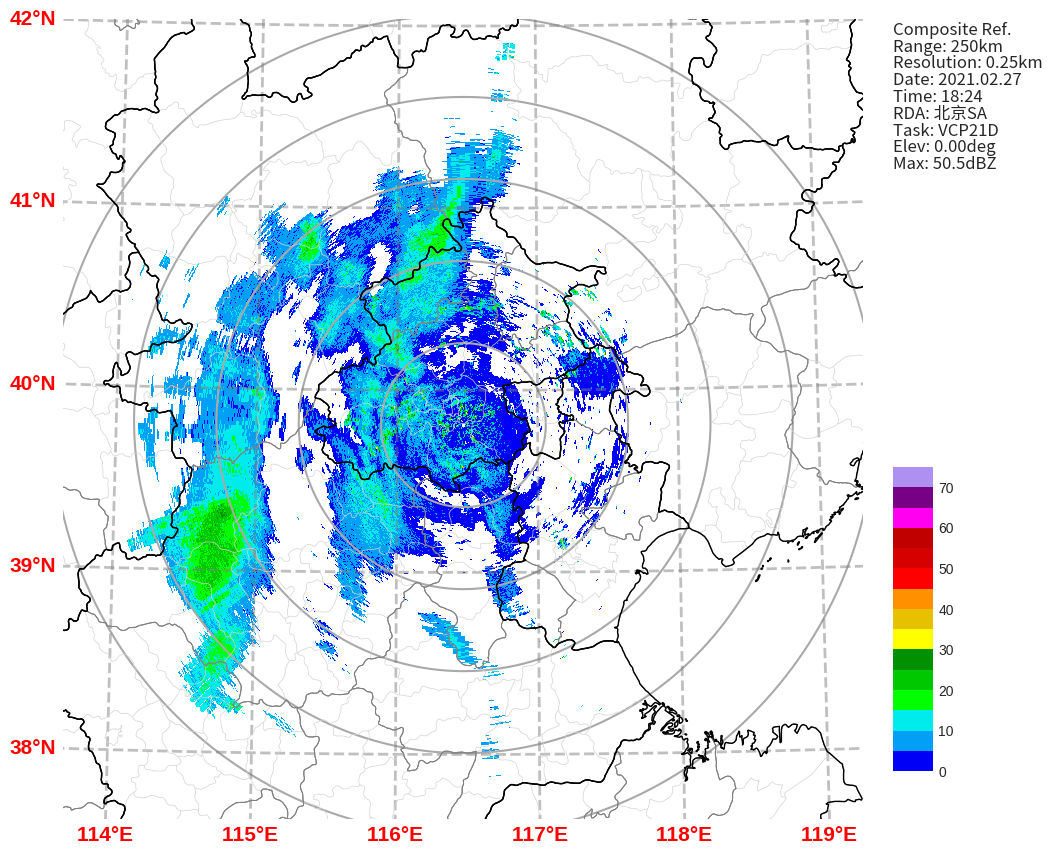 42°N
41°N
40°N
39°N
38°N
114°E
115°E
116°E
117°E
118°E
119°E
Composite Ref.
Range: 250km
Resolution: 0.25km
Date: 2021.02.27
Time: 18:24
RDA: 北京SA
Task: VCP21D
Elev: 0.00deg
Max: 50.5dBZ
70
60
50
40
30
20
10
0